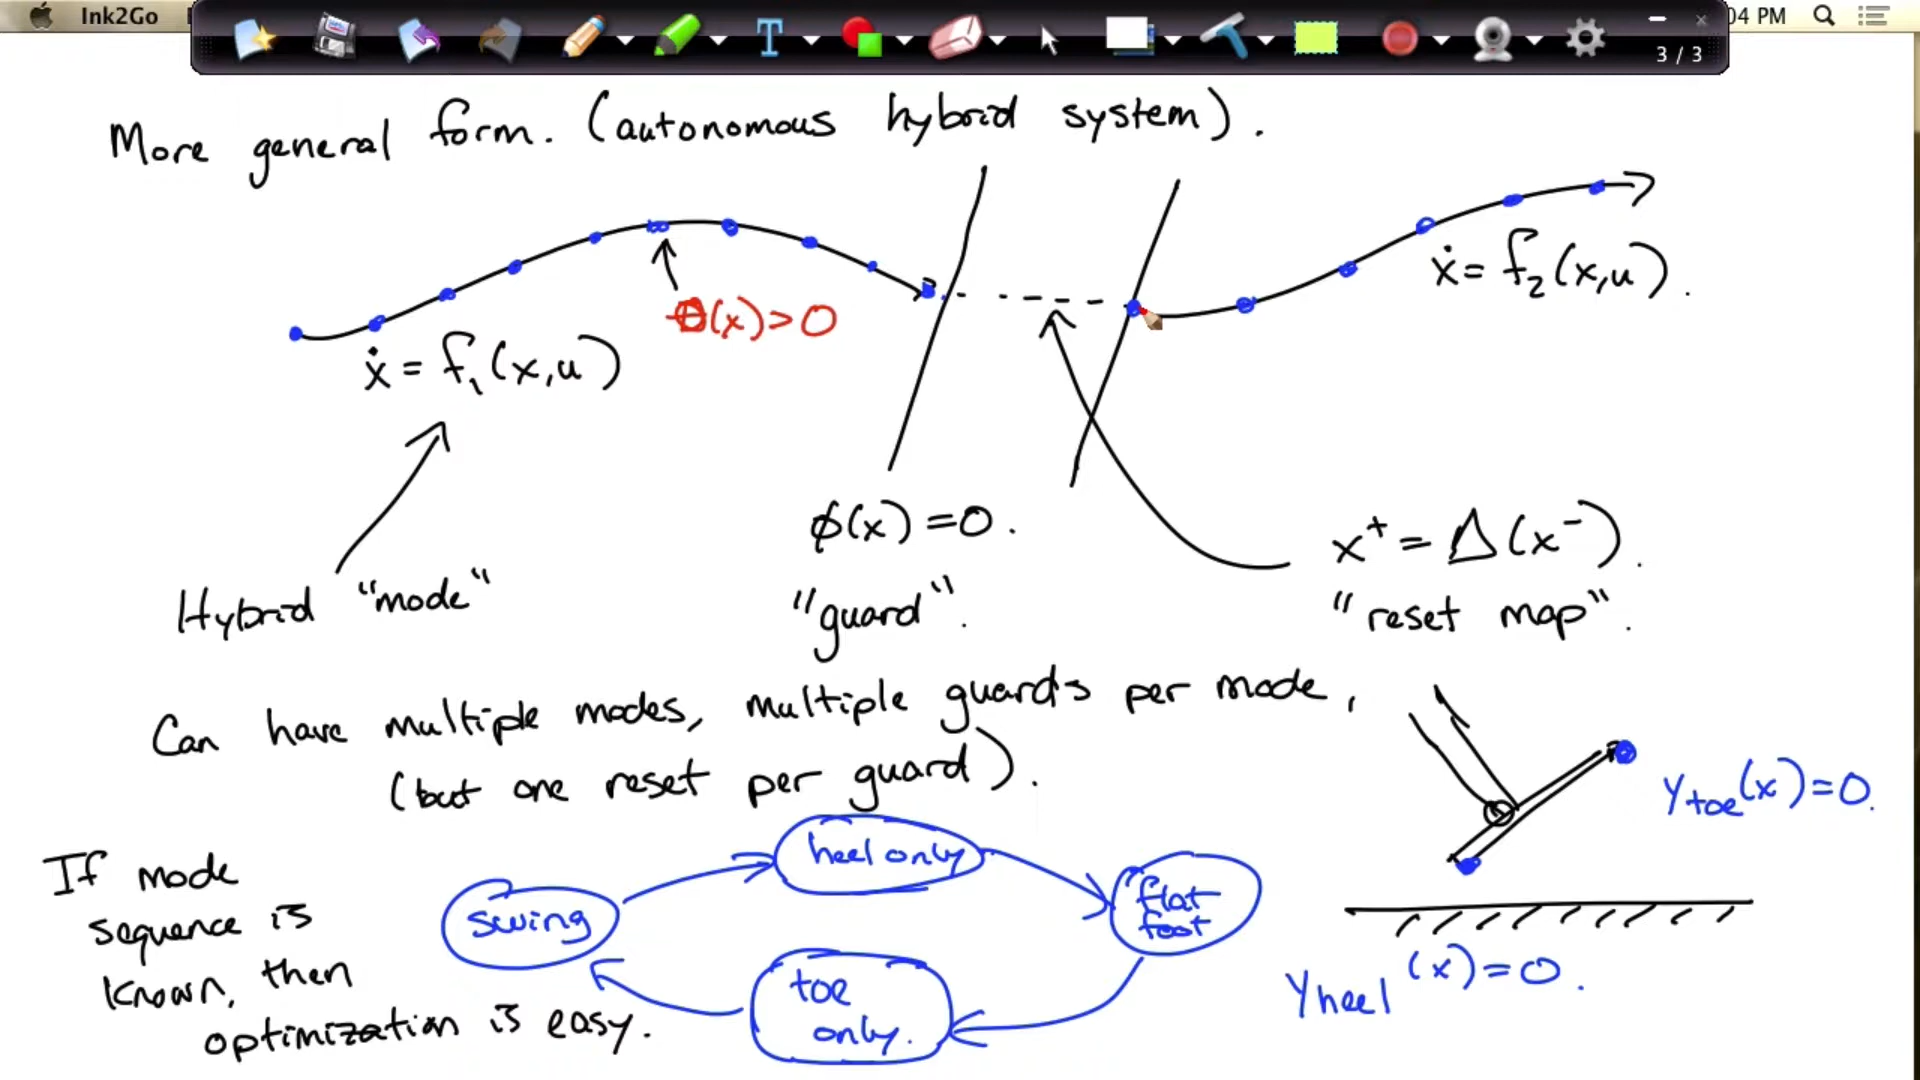 Ink2Go
04 PM
3 / 3
More general form. (autonomous hybrid system).
ẋ = f₁(x,u)
ϕ(x)>0
ẋ = f₂(x,u).
ϕ(x)=0.
x⁺ = Δ(x⁻).
Hybrid "mode"
"guard".
"reset map".
Can have multiple modes, multiple guards per mode,
(but one reset per guard).
y_toe(x)=0.
If mode
sequence is
known, then
optimization is easy.
swing
heel only
flat
foot
toe
only.
y_heel(x)=0.